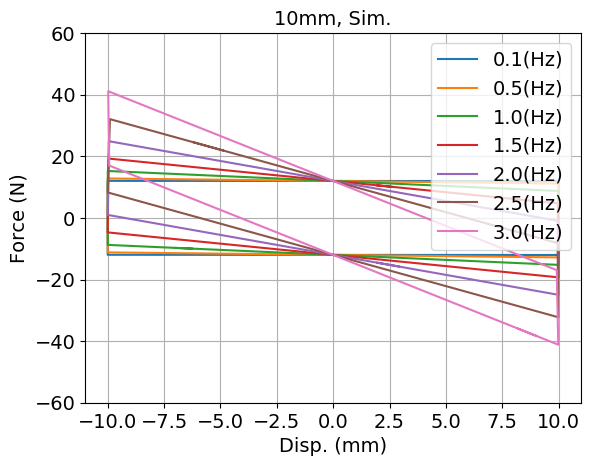 10mm, Sim.
60
40
20
0
−20
−40
−60
Force (N)
0.1(Hz)
0.5(Hz)
1.0(Hz)
1.5(Hz)
2.0(Hz)
2.5(Hz)
3.0(Hz)
−10.0 −7.5 −5.0 −2.5 0.0 2.5 5.0 7.5 10.0
Disp. (mm)